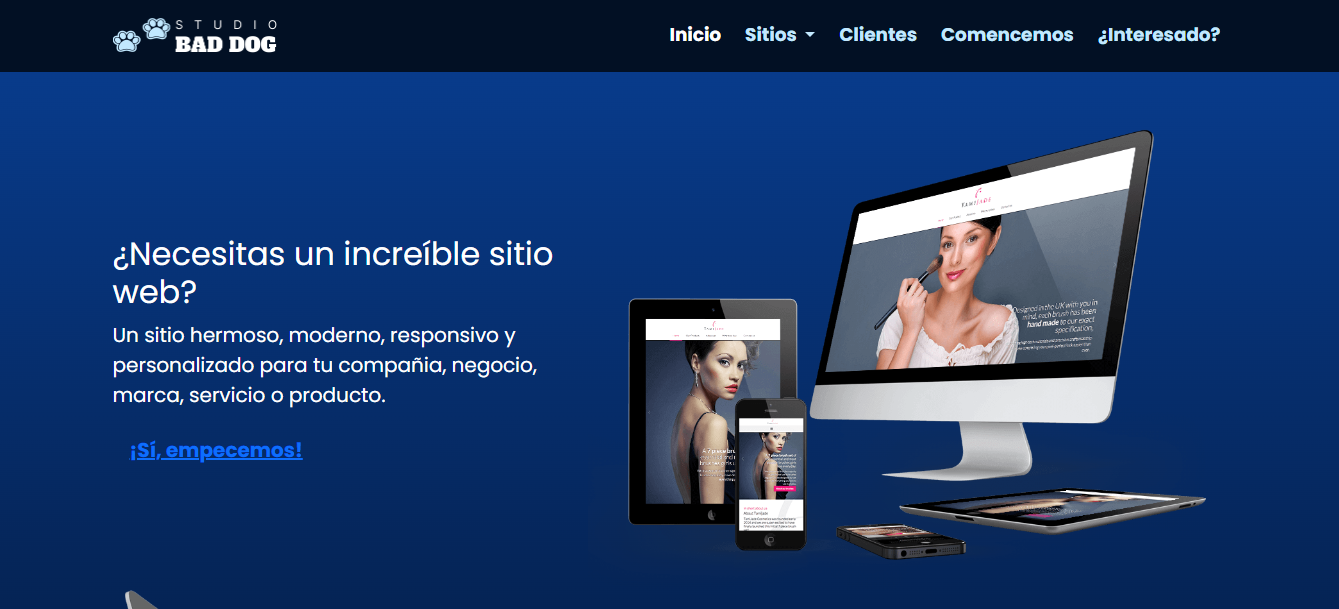 STUDIO
BAD DOG
Inicio
Sitios
Clientes
Comencemos
¿Interesado?
¿Necesitas un increíble sitio
web?
Un sitio hermoso, moderno, responsivo y
personalizado para tu compañia, negocio,
marca, servicio o producto.
¡Sí, empecemos!
Designed in the UK with you in
mind, each brush has been
hand made to our exact
specification.